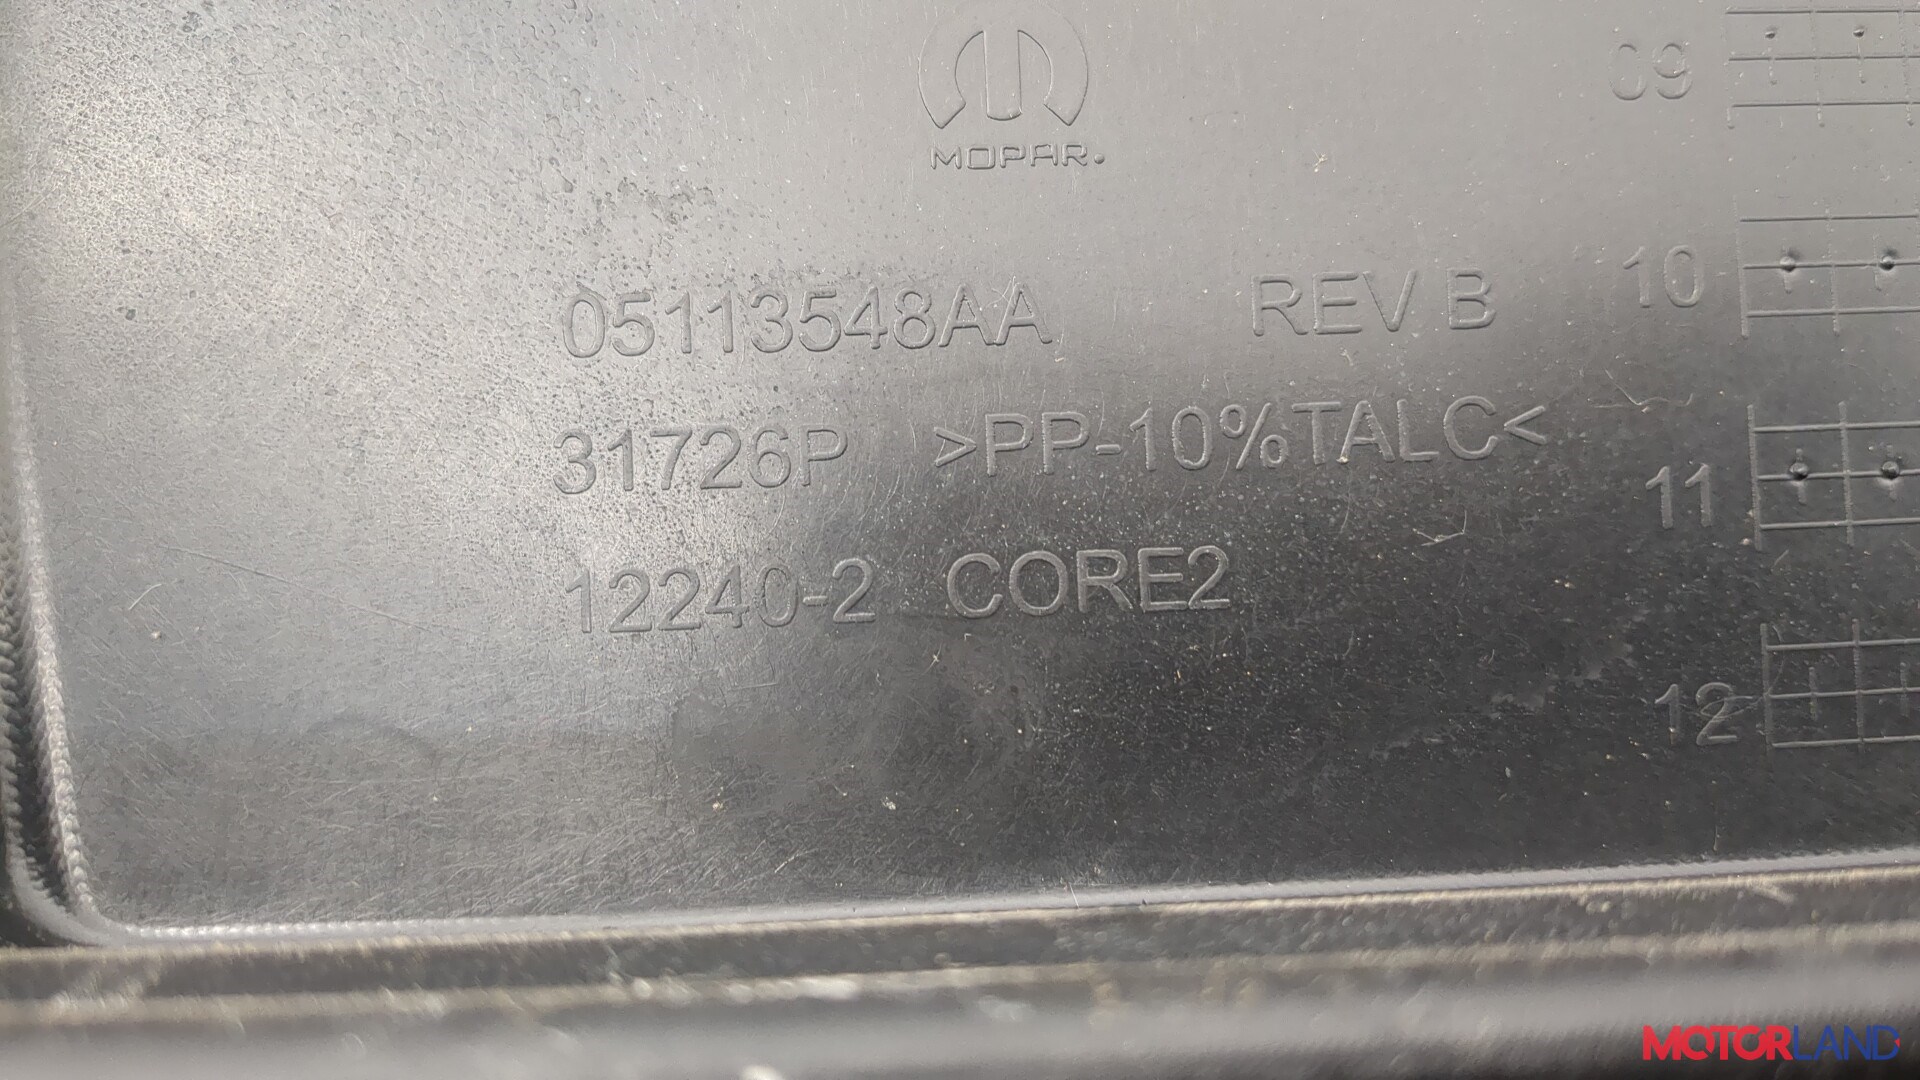 MOPAR.
09
05113548AA REV B 10
31726P >PP-10%TALC<
11
12240-2 CORE2
12
MOTORLAND